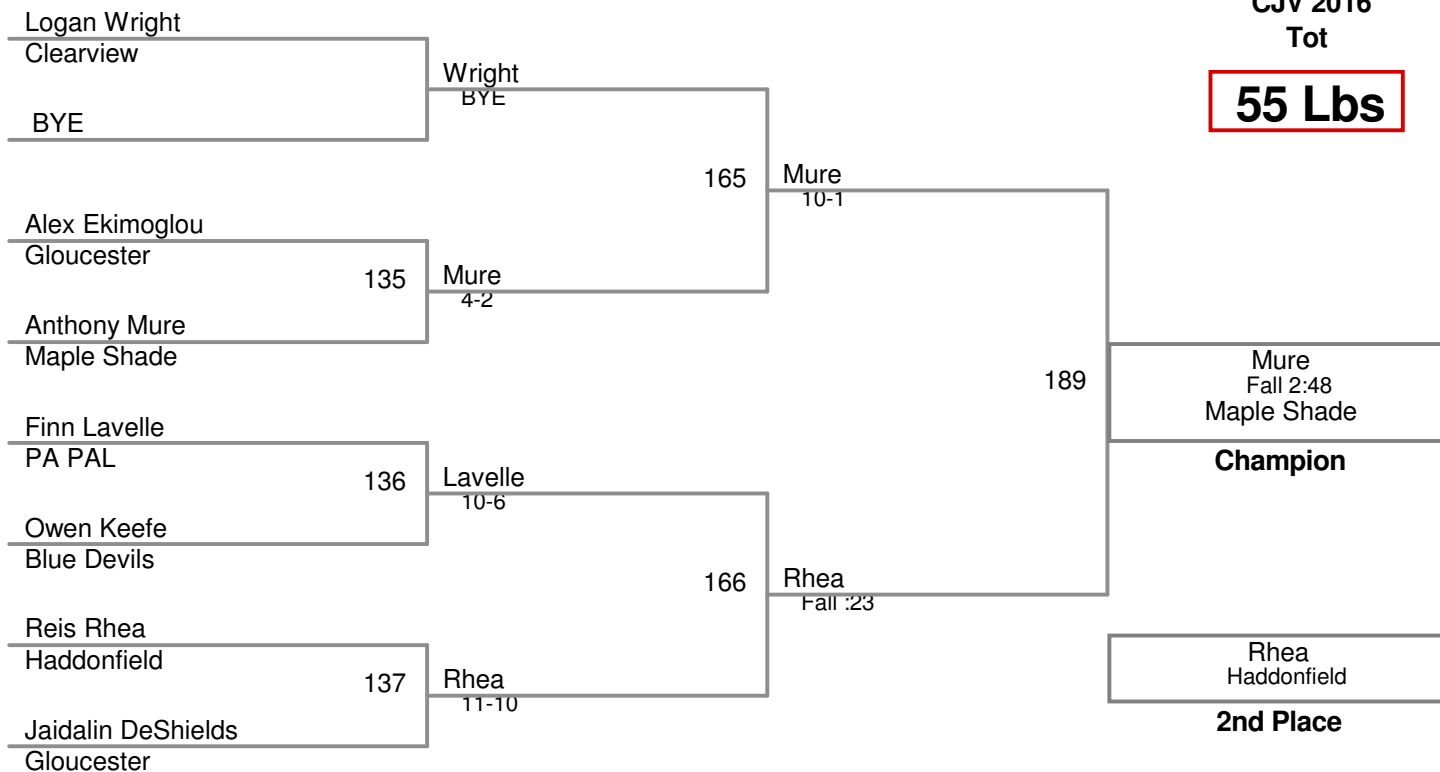 CJV 2016
Tot
55 Lbs
Logan Wright
Clearview
BYE
Wright
BYE
165
Mure
10-1
Alex Ekimoglou
Gloucester
135
Mure
4-2
Anthony Mure
Maple Shade
189
Mure
Fall 2:48
Maple Shade
Champion
Finn Lavelle
PA PAL
136
Lavelle
10-6
Owen Keefe
Blue Devils
166
Rhea
Fall :23
Reis Rhea
Haddonfield
137
Rhea
11-10
Jaidalin DeShields
Gloucester
Rhea
Haddonfield
2nd Place